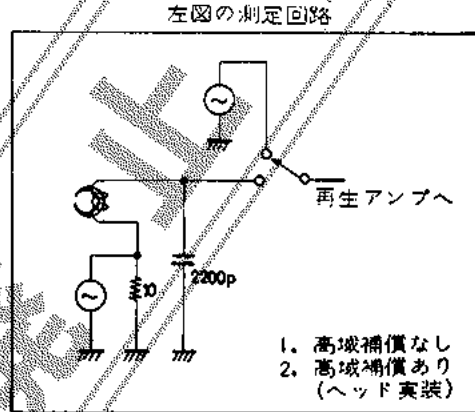 左図の測定回路
再生アンプへ
10
2200p
1. 高域補償なし
2. 高域補償あり
(ヘッド実装)